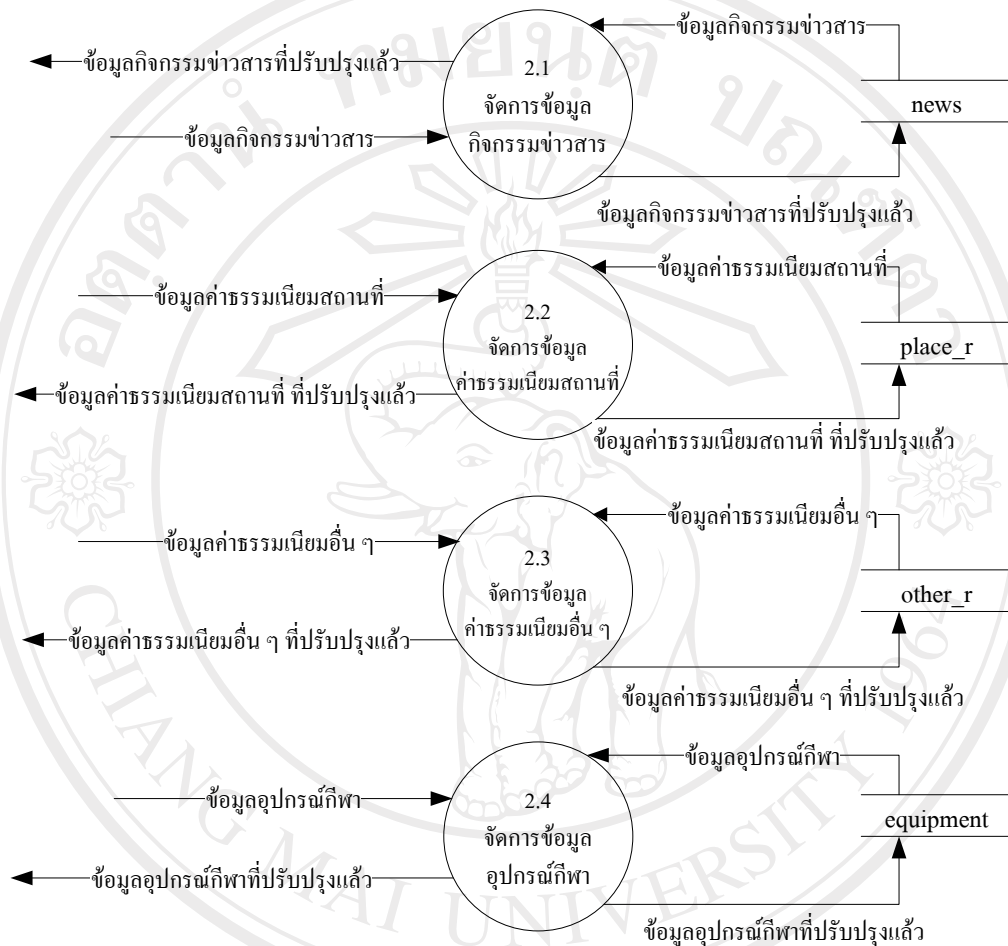 ข้อมูลกิจกรรมข่าวสาร
ข้อมูลกิจกรรมข่าวสารที่ปรับปรุงแล้ว
2.1
จัดการข้อมูล
กิจกรรมข่าวสาร
news
ข้อมูลกิจกรรมข่าวสาร
ข้อมูลกิจกรรมข่าวสารที่ปรับปรุงแล้ว
ข้อมูลค่าธรรมเนียมสถานที่
ข้อมูลค่าธรรมเนียมสถานที่
2.2
จัดการข้อมูล
ค่าธรรมเนียมสถานที่
place_r
ข้อมูลค่าธรรมเนียมสถานที่ ที่ปรับปรุงแล้ว
ข้อมูลค่าธรรมเนียมสถานที่ ที่ปรับปรุงแล้ว
ข้อมูลค่าธรรมเนียมอื่น ๆ
ข้อมูลค่าธรรมเนียมอื่น ๆ
2.3
จัดการข้อมูล
ค่าธรรมเนียมอื่น ๆ
other_r
ข้อมูลค่าธรรมเนียมอื่น ๆ ที่ปรับปรุงแล้ว
ข้อมูลค่าธรรมเนียมอื่น ๆ ที่ปรับปรุงแล้ว
ข้อมูลอุปกรณ์กีฬา
ข้อมูลอุปกรณ์กีฬา
2.4
จัดการข้อมูล
อุปกรณ์กีฬา
equipment
ข้อมูลอุปกรณ์กีฬาที่ปรับปรุงแล้ว
ข้อมูลอุปกรณ์กีฬาที่ปรับปรุงแล้ว
CHIANG MAI UNIVERSITY 1964